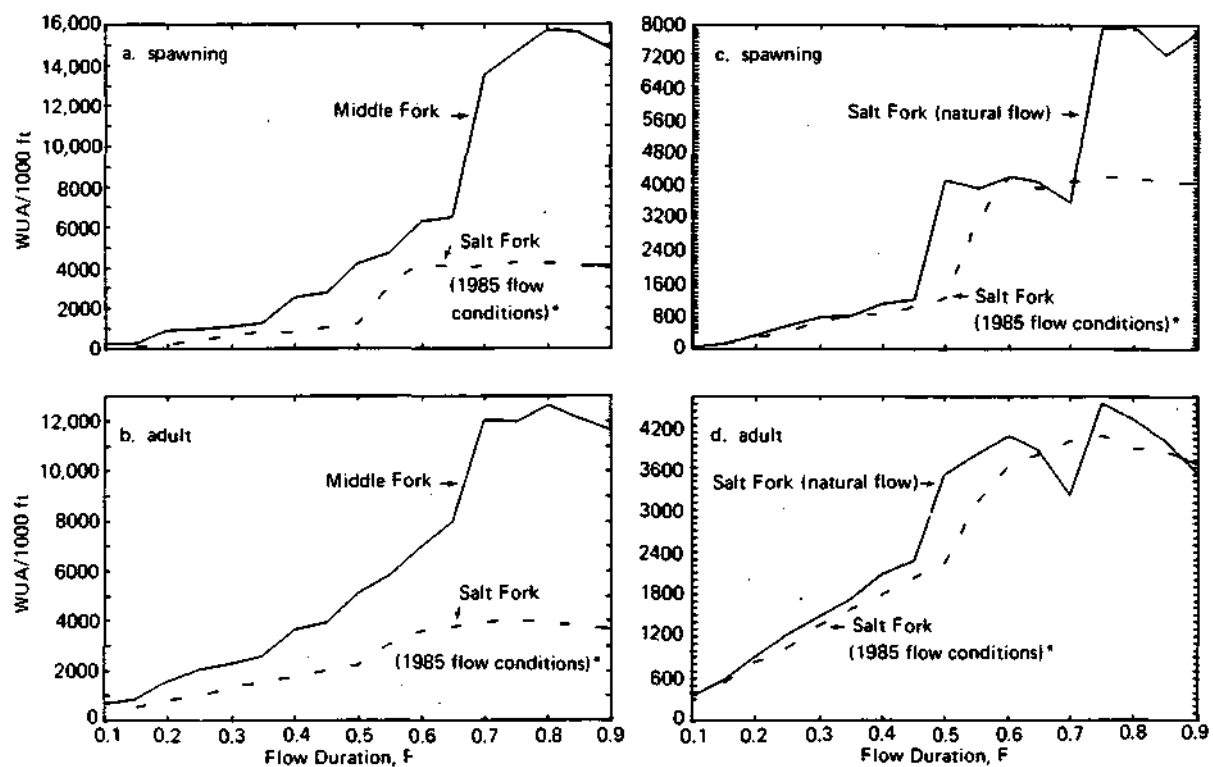 a. spawning
WUA/1000 ft
16,000
14,000
12,000
10,000
8000
6000
4000
2000
0
Middle Fork
Salt Fork
(1985 flow
conditions)*
c. spawning
8000
7200
6400
5600
4800
4000
3200
2400
1600
800
0
Salt Fork (natural flow)
Salt Fork
(1985 flow conditions)*
b. adult
WUA/1000 ft
12,000
10,000
8000
6000
4000
2000
0
Middle Fork
Salt Fork
(1985 flow conditions)*
0.1 0.2 0.3 0.4 0.5 0.6 0.7 0.8 0.9
Flow Duration, F
d. adult
4200
3600
3000
2400
1800
1200
600
0
Salt Fork (natural flow)
Salt Fork
(1985 flow conditions)*
0.1 0.2 0.3 0.4 0.5 0.6 0.7 0.8 0.9
Flow Duration, F